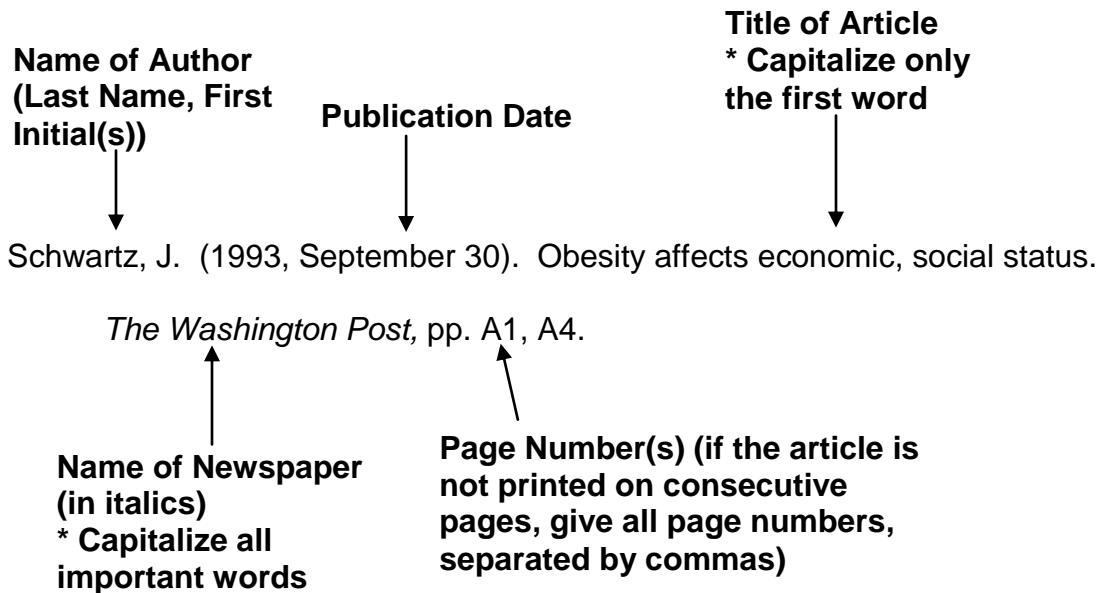 Title of Article
* Capitalize only
the first word
Name of Author
(Last Name, First
Initial(s))
Publication Date
Schwartz, J.  (1993, September 30).  Obesity affects economic, social status.
The Washington Post, pp. A1, A4.
Name of Newspaper
(in italics)
* Capitalize all
important words
Page Number(s) (if the article is
not printed on consecutive
pages, give all page numbers,
separated by commas)